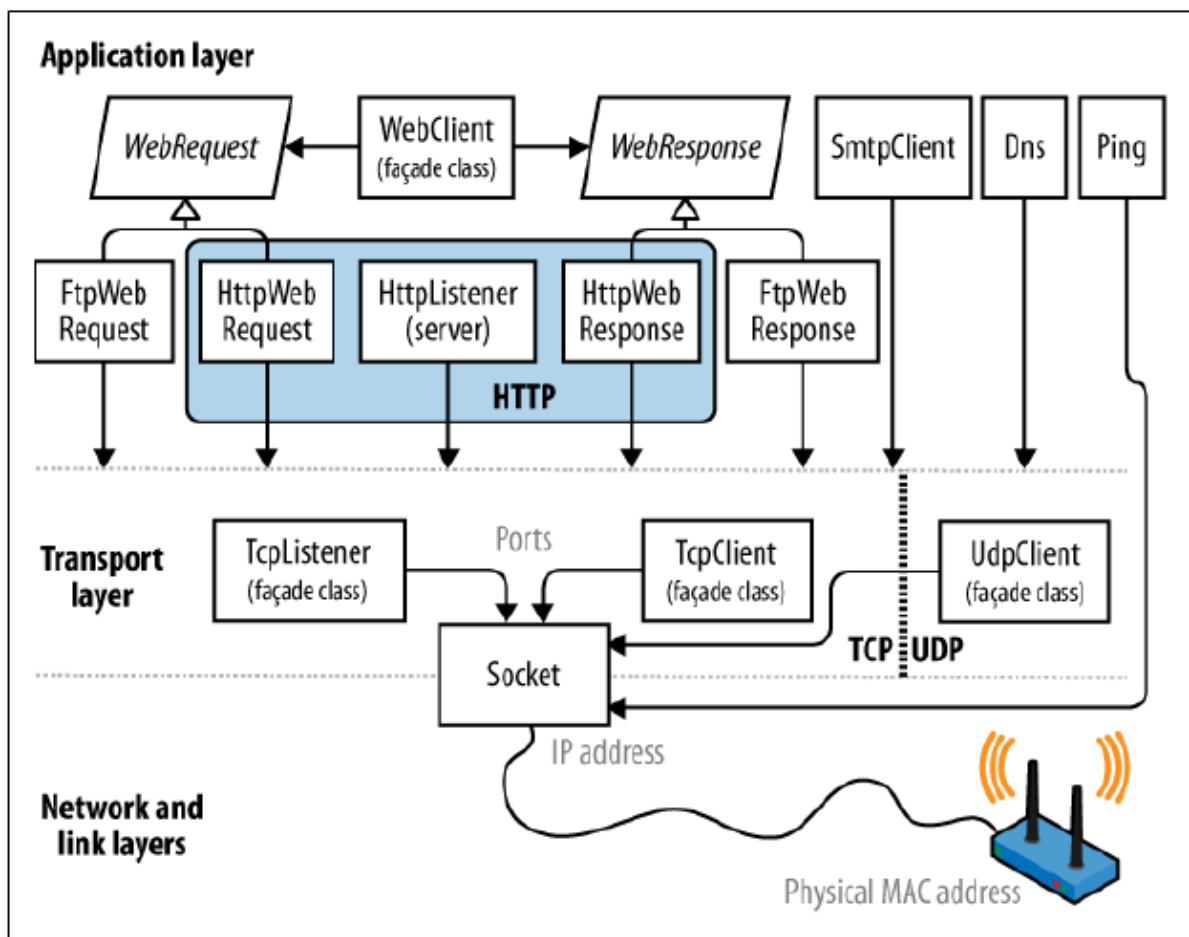 Application layer
WebRequest
WebClient
(façade class)
WebResponse
SmtpClient
Dns
Ping
FtpWeb
Request
HttpWeb
Request
HttpListener
(server)
HttpWeb
Response
FtpWeb
Response
HTTP
Transport
layer
TcpListener
(façade class)
Ports
TcpClient
(façade class)
UdpClient
(façade class)
TCP
UDP
Socket
IP address
Network and
link layers
Physical MAC address